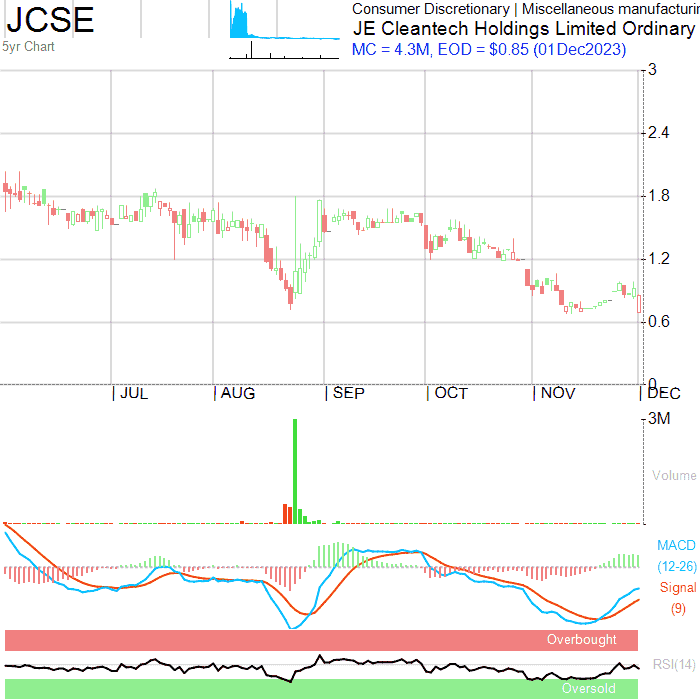 JCSE
5yr Chart
Consumer Discretionary | Miscellaneous manufacturin
JE Cleantech Holdings Limited Ordinary
MC = 4.3M, EOD = $0.85 (01Dec2023)
3
2.4
1.8
1.2
0.6
0
JUL
AUG
SEP
OCT
NOV
DEC
3M
Volume
MACD
(12-26)
Signal
(9)
Overbought
RSI(14)
Oversold